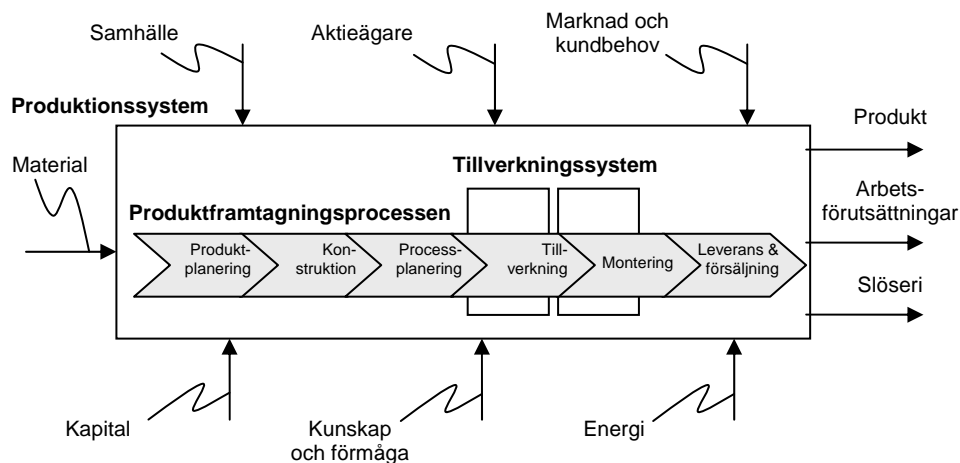 Samhälle
Aktieägare
Marknad och
kundbehov
Produktionssystem
Produkt
Material
Tillverkningssystem
Arbets-
förutsättningar
Produktframtagningsprocessen
Produkt-
planering
Kon-
struktion
Process-
planering
Till-
verkning
Montering
Leverans &
försäljning
Slöseri
Kapital
Kunskap
och förmåga
Energi